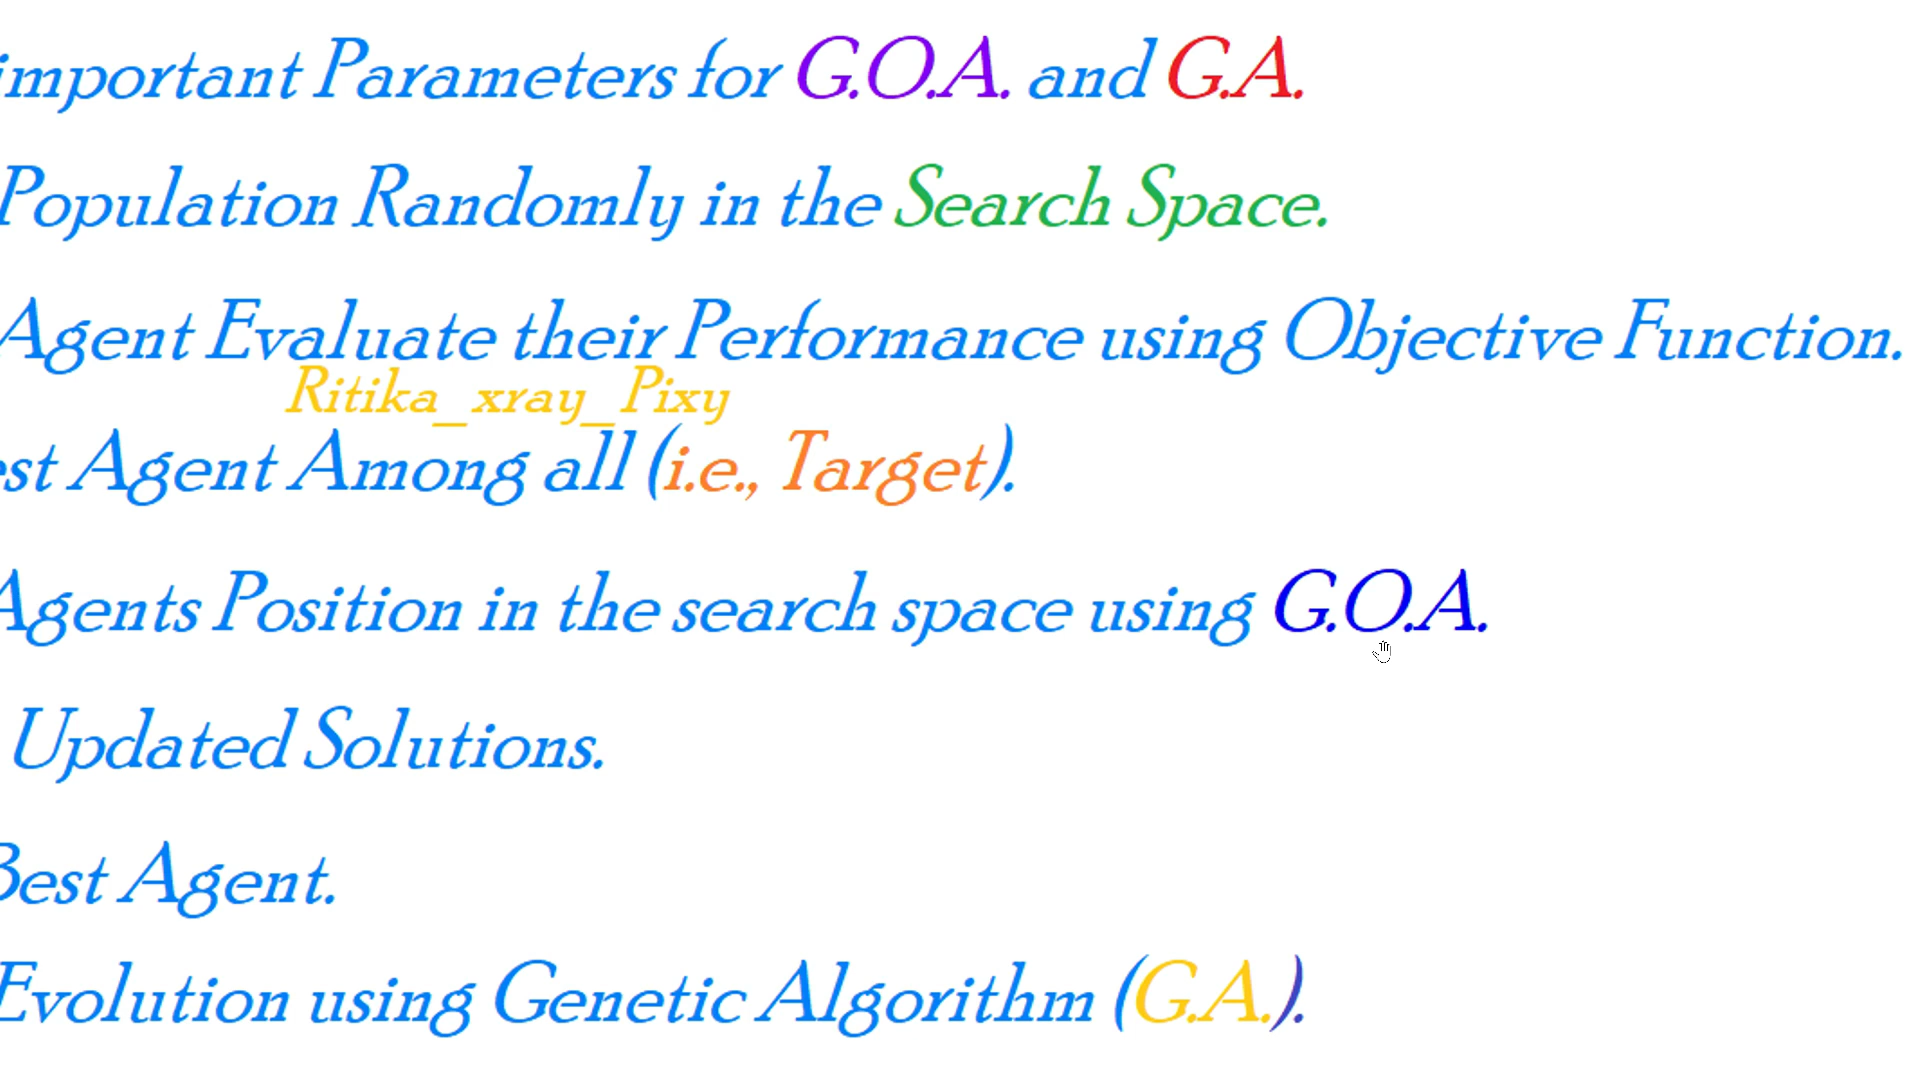 important Parameters for G.O.A. and G.A.
Population Randomly in the Search Space.
Agent Evaluate their Performance using Objective Function.
Ritika_xray_Pixy
st Agent Among all (i.e., Target).
Agents Position in the search space using G.O.A.
Updated Solutions.
Best Agent.
Evolution using Genetic Algorithm (G.A.).